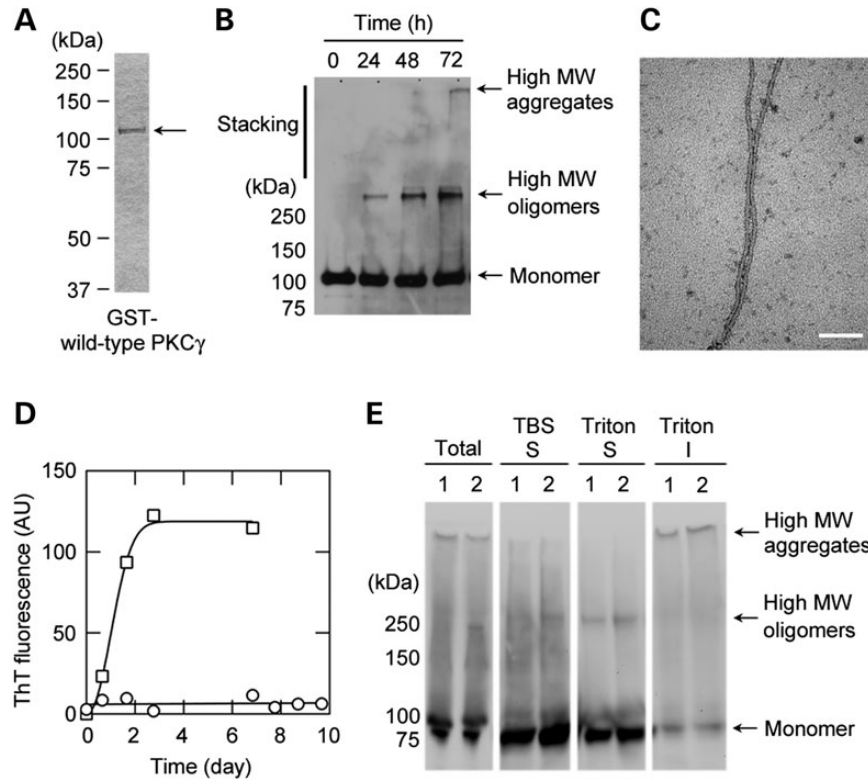 A
(kDa)
250
150
100
75
50
37
GST-
wild-type PKCγ
B
Time (h)
0 24 48 72
Stacking
(kDa)
250
150
100
75
High MW
aggregates
High MW
oligomers
Monomer
C
D
ThT fluorescence (AU)
150
100
50
0
0 2 4 6 8 10
Time (day)
E
Total
TBS
S
Triton
S
Triton
I
1 2 1 2 1 2 1 2
(kDa)
250
150
100
75
High MW
aggregates
High MW
oligomers
Monomer